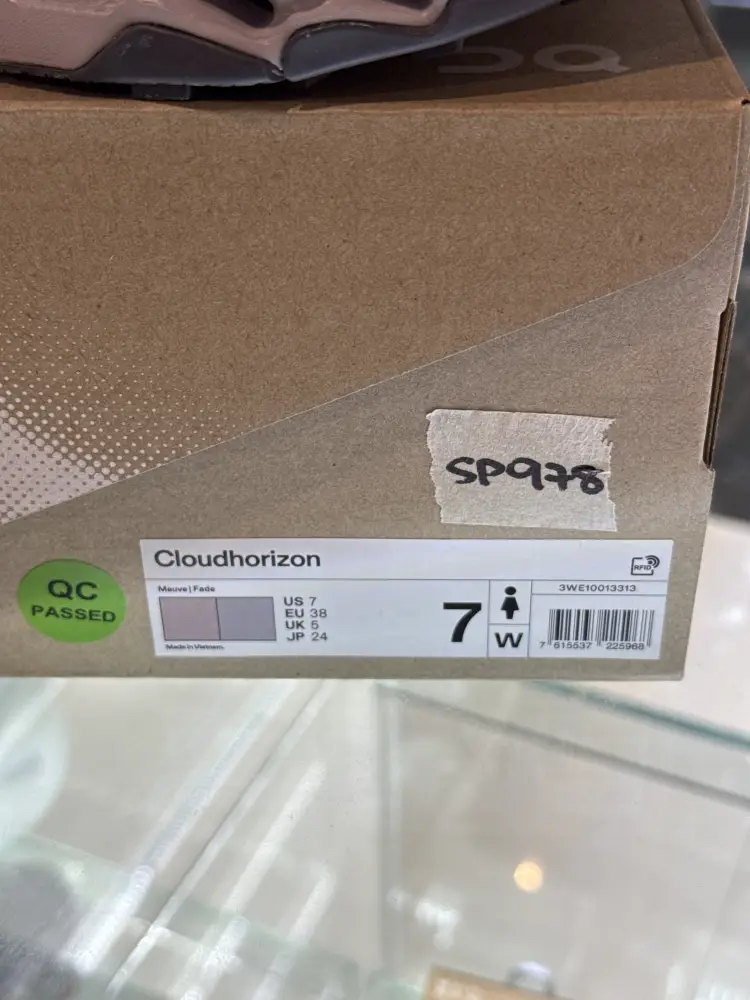 SP978
Cloudhorizon
RFID
QC
PASSED
Mauve | Fade
US 7
EU 38
UK 5
JP 24
Made in Vietnam.
7
W
3WE10013313
7 615537 225968